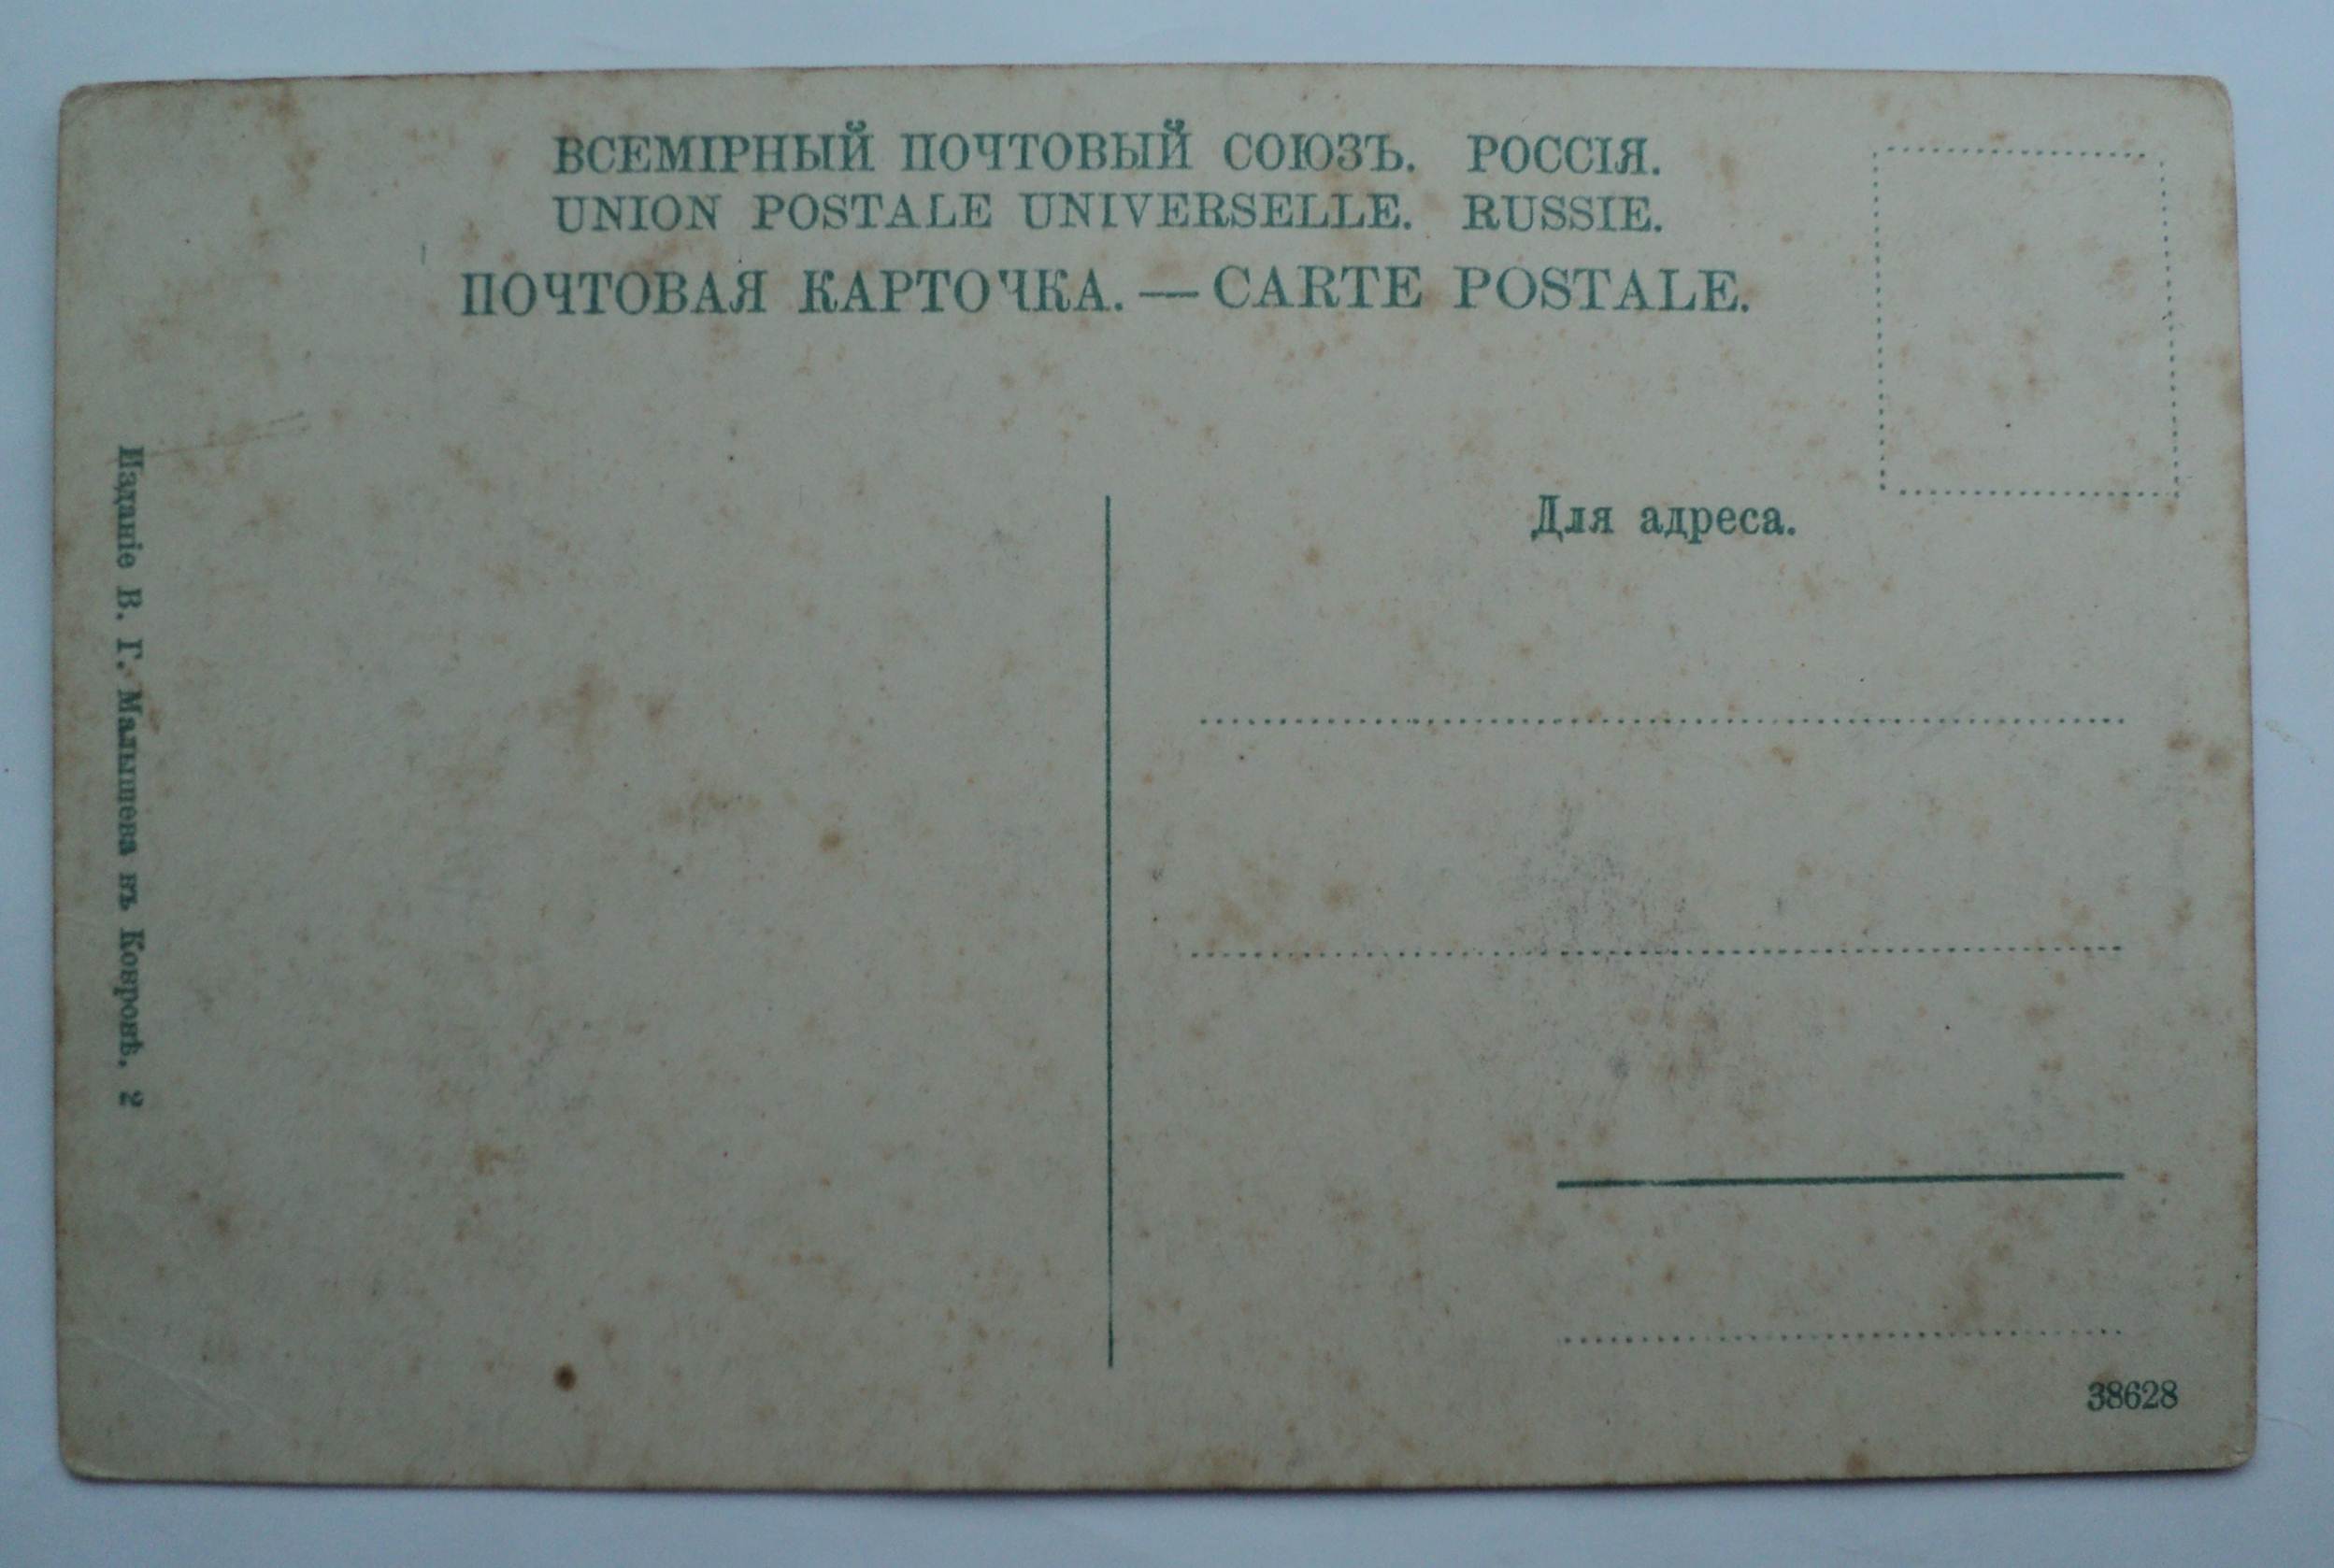 ВСЕМІРНЫЙ ПОЧТОВЫЙ СОЮЗЪ. РОССІЯ.
UNION POSTALE UNIVERSELLE. RUSSIE.
ПОЧТОВАЯ КАРТОЧКА. — CARTE POSTALE.
Для адреса.
Изданіе В. Г. Малышева въ Ковровѣ. 2
38628